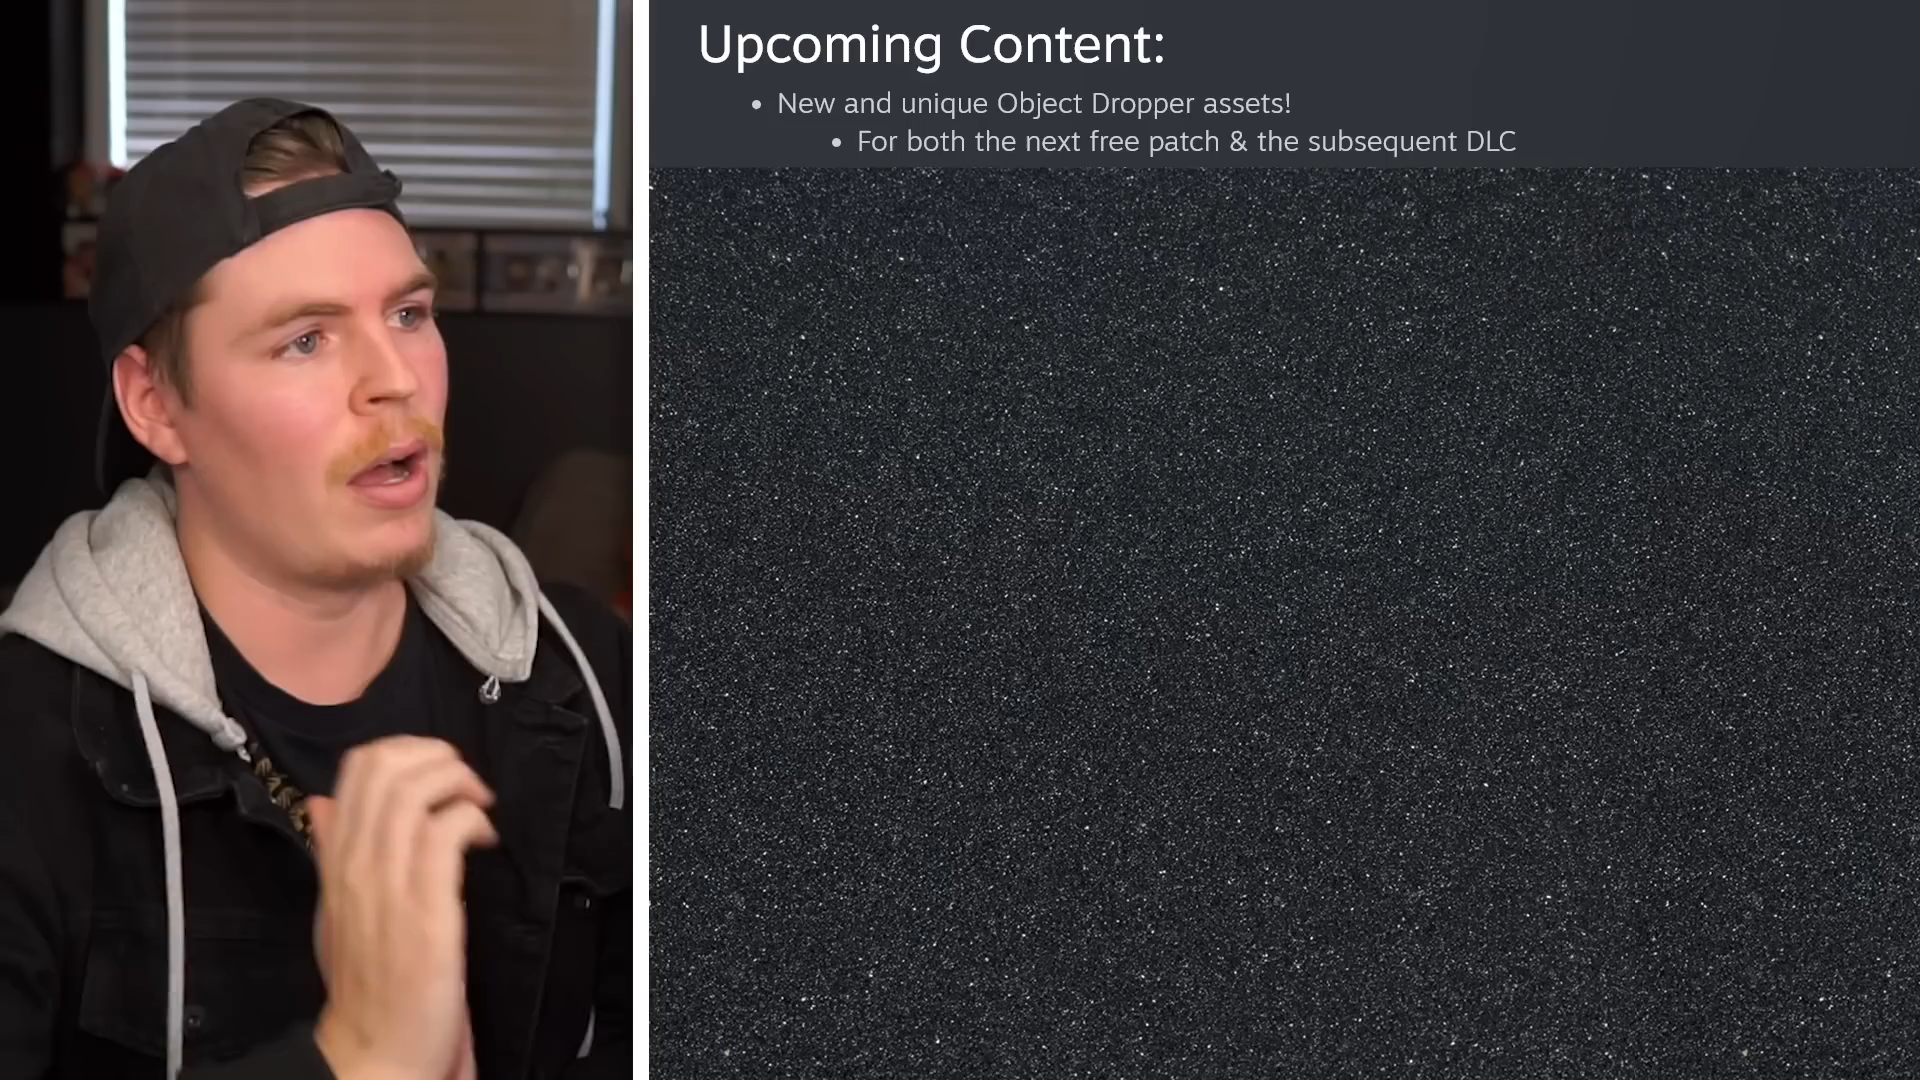 Upcoming Content:
• New and unique Object Dropper assets!
• For both the next free patch & the subsequent DLC